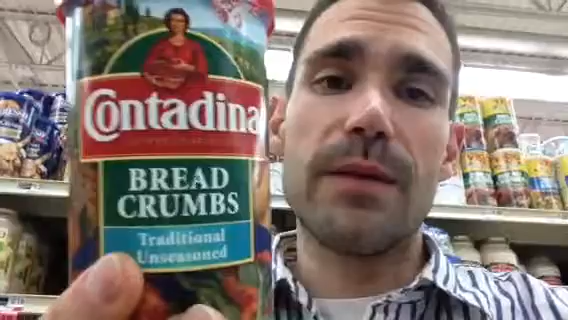 Contadina
BREAD
CRUMBS
Traditional
Unseasoned